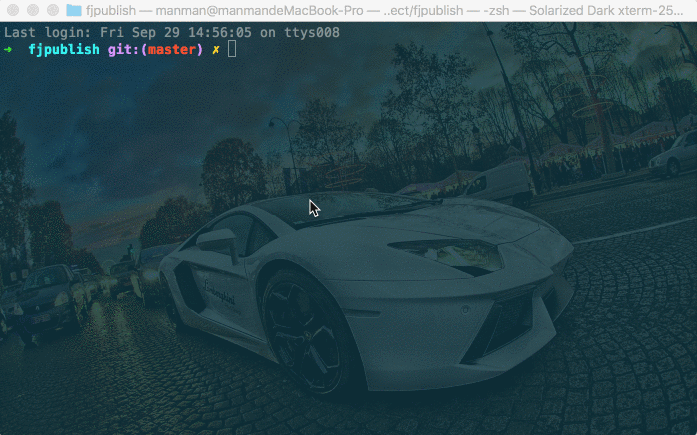 fjpublish — manman@manmandeMacBook-Pro — ..ect/fjpublish — -zsh — Solarized Dark xterm-25...
Last login: Fri Sep 29 14:56:05 on ttys008
➜  fjpublish git:(master) ✗
Lamborghini